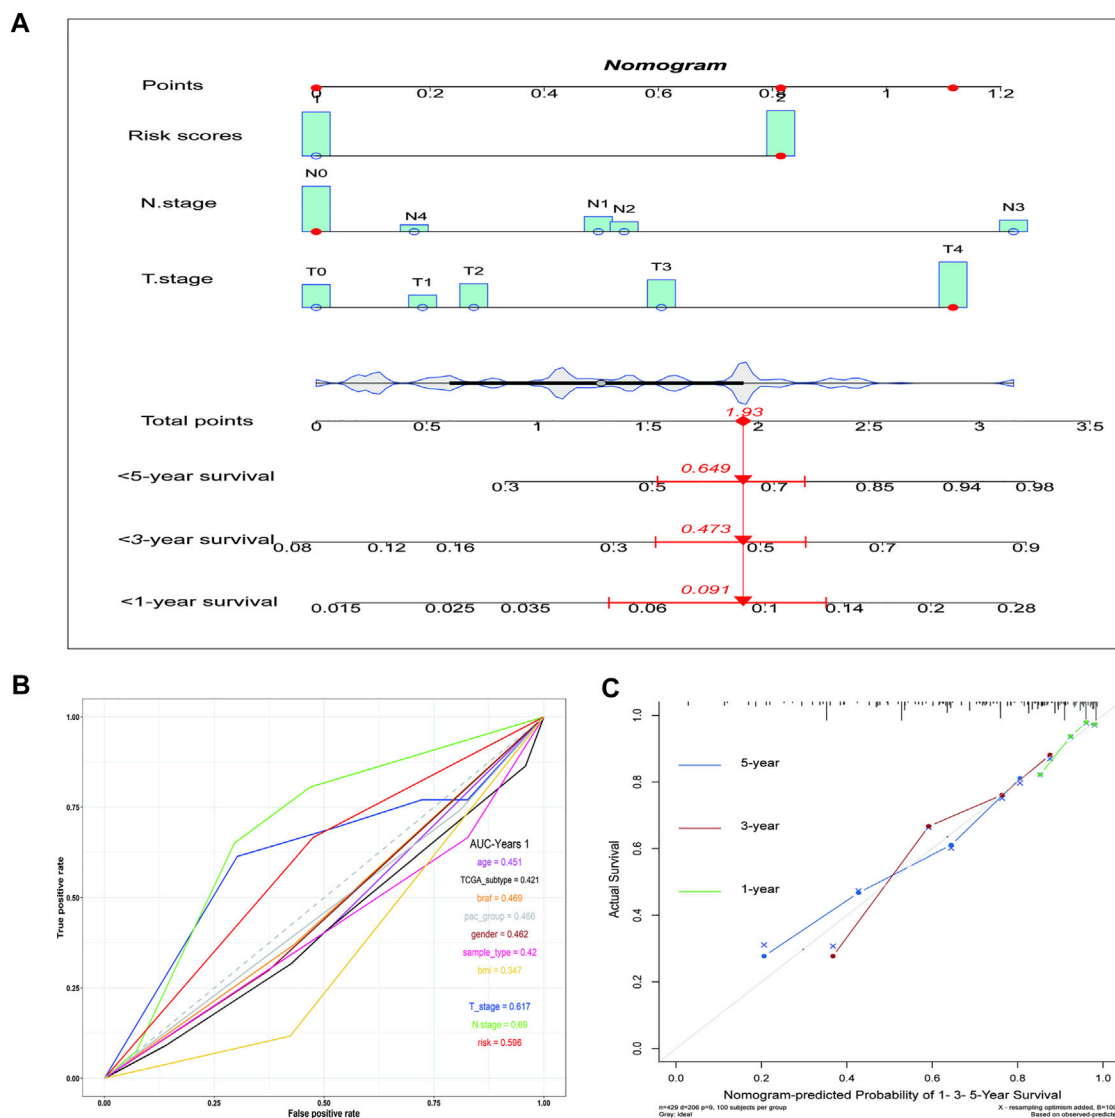 A
Nomogram
Points
0 0.2 0.4 0.6 0.8 1 1.2
1 2
Risk scores
N0 N4 N1 N2 N3
N.stage
T0 T1 T2 T3 T4
T.stage
1.93
Total points
0 0.5 1 1.5 2 2.5 3 3.5
0.649
<5-year survival
0.3 0.5 0.7 0.85 0.94 0.98
0.473
<3-year survival
0.08 0.12 0.16 0.3 0.5 0.7 0.9
0.091
<1-year survival
0.015 0.025 0.035 0.06 0.1 0.14 0.2 0.28
B
True positive rate
1.00
0.75
0.50
0.25
0.00
AUC-Years 1
age = 0.451
TCGA_subtype = 0.421
braf = 0.469
pac_group = 0.466
gender = 0.462
sample_type = 0.42
bmi = 0.347
T_stage = 0.617
N.stage = 0.69
risk = 0.596
0.00 0.25 0.50 0.75 1.00
False positive rate
C
Actual Survival
1.0
0.8
0.6
0.4
0.2
0.0
5-year
3-year
1-year
0.0 0.2 0.4 0.6 0.8 1.0
Nomogram-predicted Probability of 1- 3- 5-Year Survival
n=429 d=206 p=9, 100 subjects per group
Gray: ideal
X - resampling optimism added, B=100
Based on observed-predicted